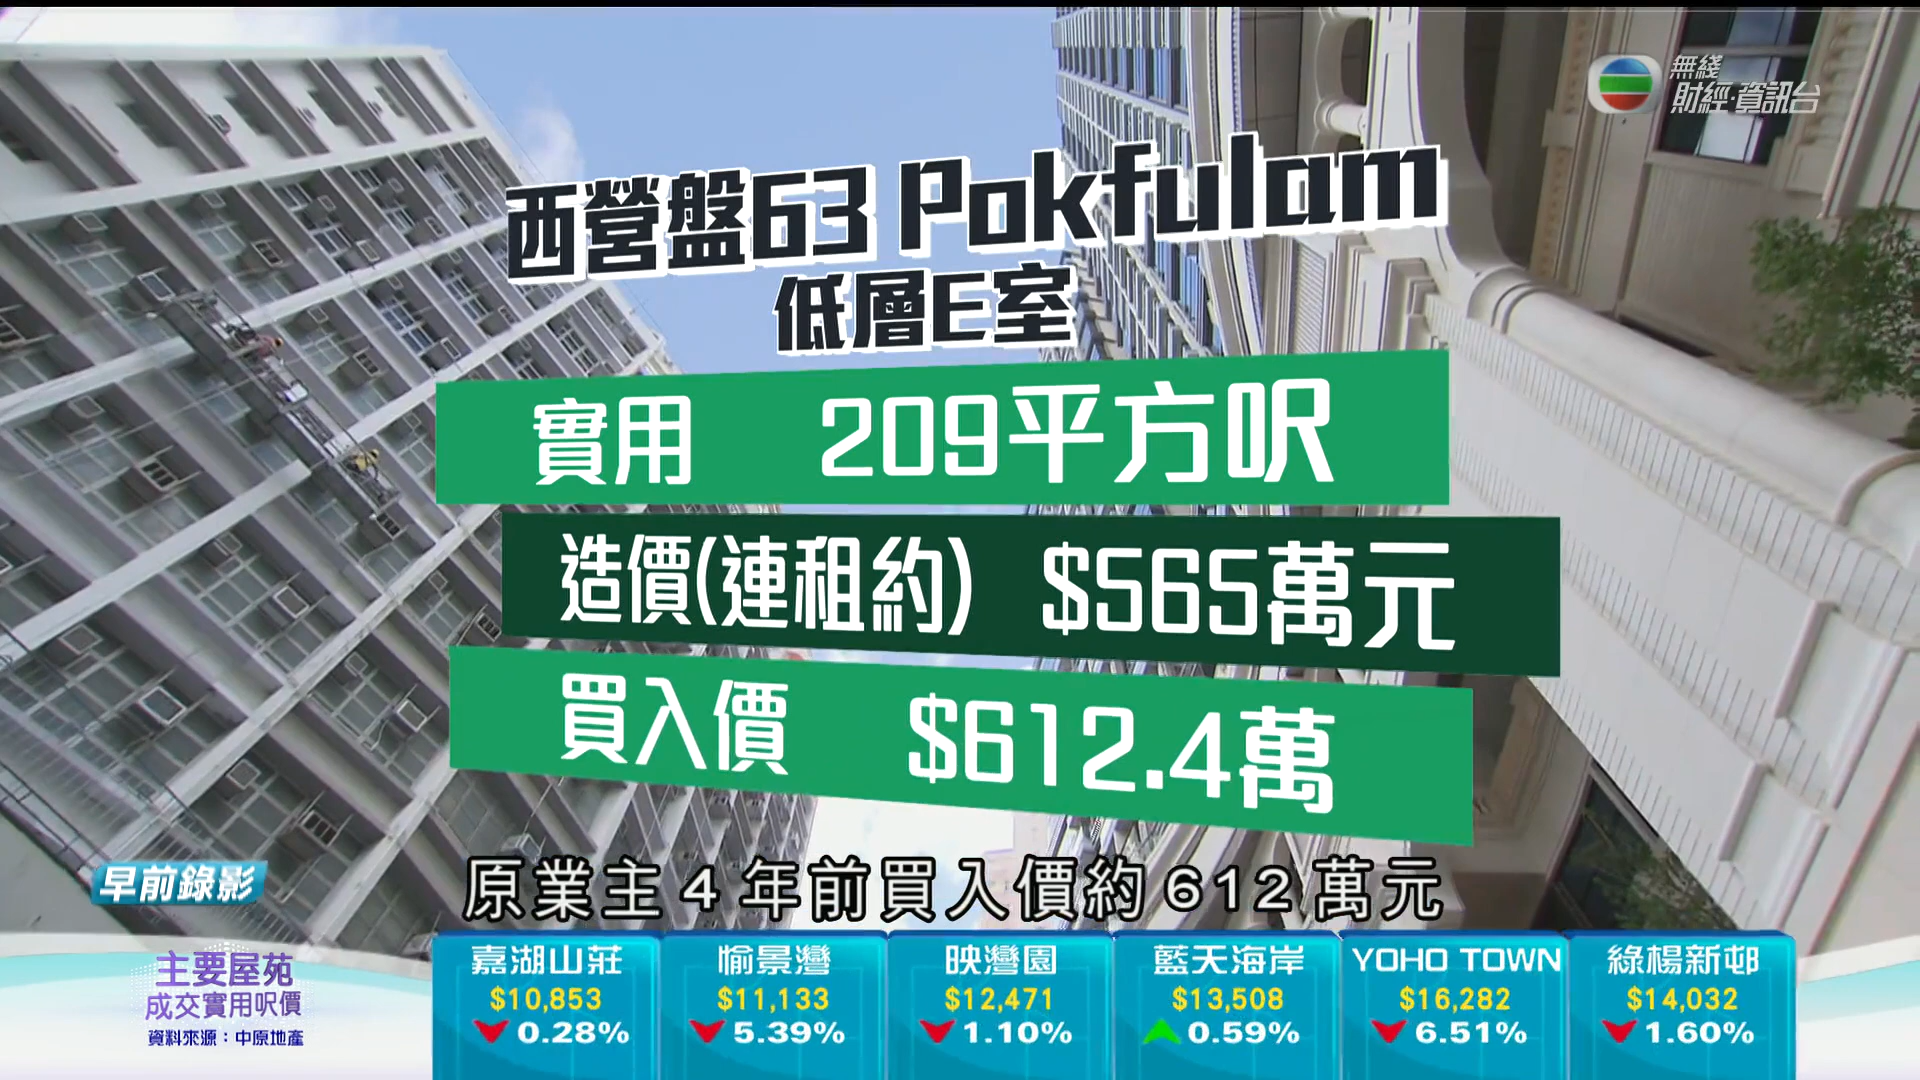 無綫
財經·資訊台
西營盤63 Pokfulam
低層E室
實用 209平方呎
造價(連租約) $565萬元
買入價 $612.4萬
原業主4年前買入價約612萬元
早前錄影
主要屋苑
成交實用呎價
資料來源：中原地產
嘉湖山莊
$10,853
0.28%
愉景灣
$11,133
5.39%
映灣園
$12,471
1.10%
藍天海岸
$13,508
0.59%
YOHO TOWN
$16,282
6.51%
綠楊新邨
$14,032
1.60%